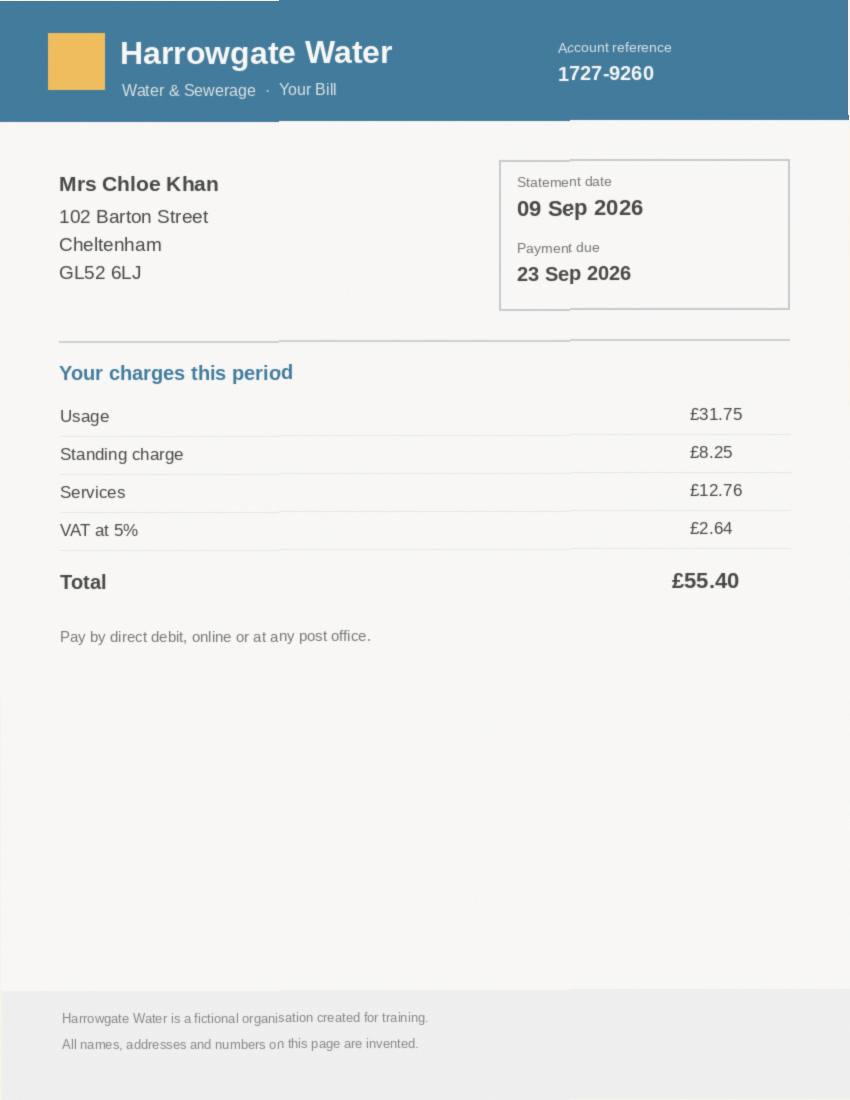 Harrowgate Water
Water & Sewerage · Your Bill
Account reference
1727-9260
Mrs Chloe Khan
102 Barton Street
Cheltenham
GL52 6LJ
Statement date
09 Sep 2026
Payment due
23 Sep 2026
Your charges this period
Usage £31.75
Standing charge £8.25
Services £12.76
VAT at 5% £2.64
Total £55.40
Pay by direct debit, online or at any post office.
Harrowgate Water is a fictional organisation created for training.
All names, addresses and numbers on this page are invented.